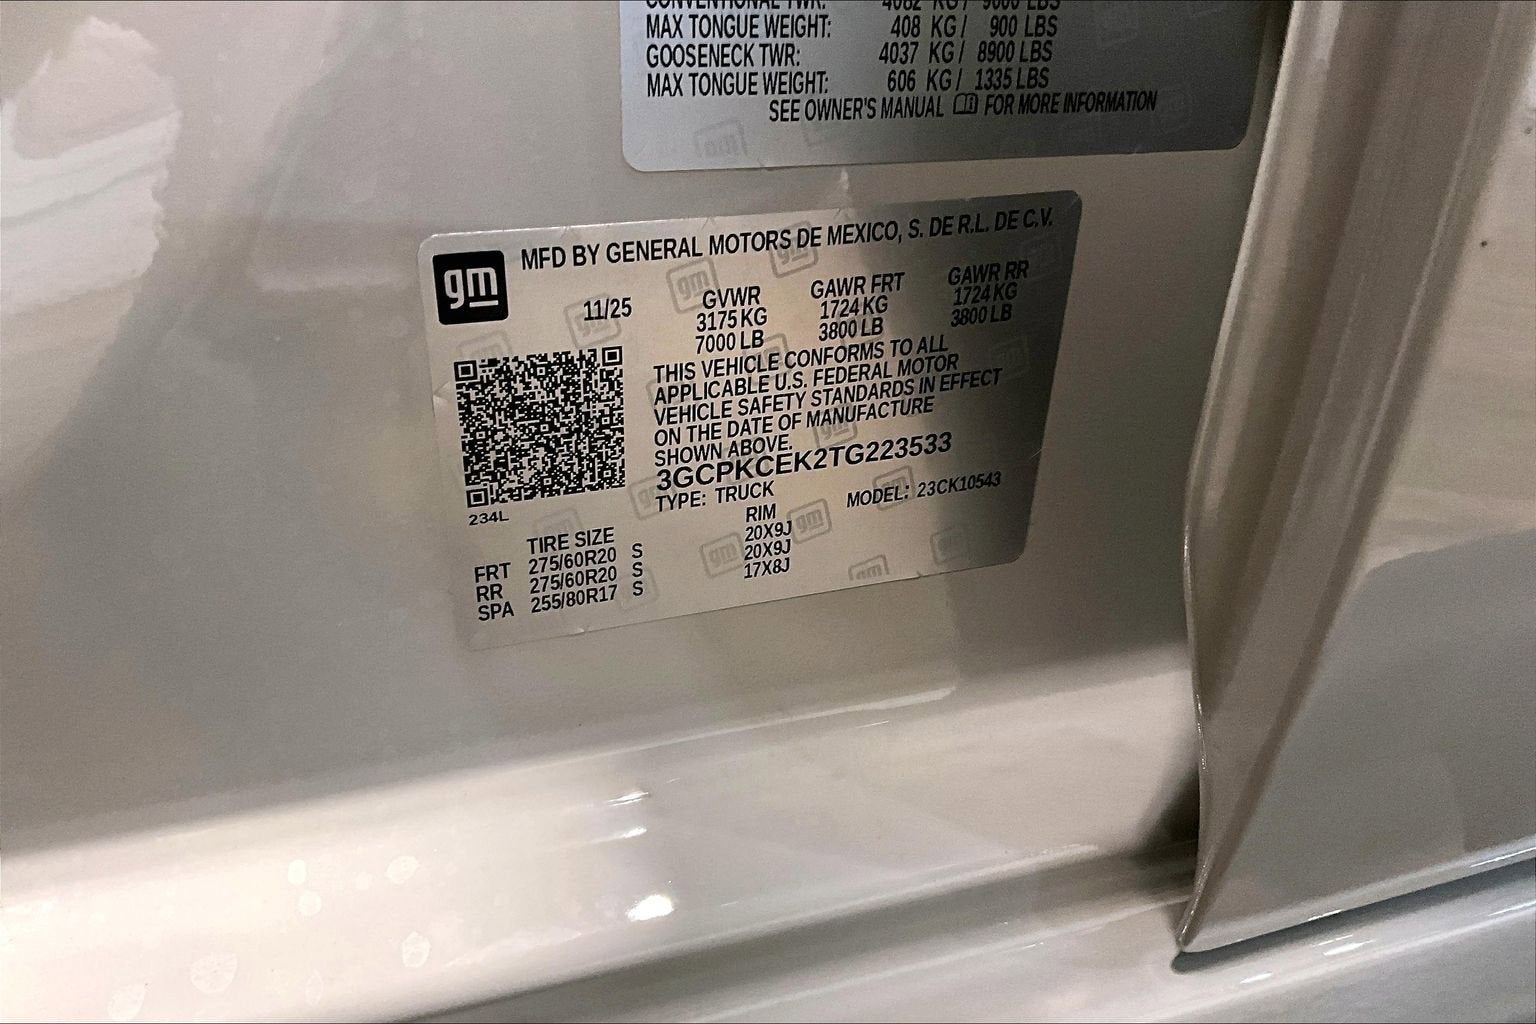 CONVENTIONAL TWR: 4082 KG/ 9000 LBS
MAX TONGUE WEIGHT: 408 KG/ 900 LBS
GOOSENECK TWR: 4037 KG/ 8900 LBS
MAX TONGUE WEIGHT: 606 KG/ 1335 LBS
SEE OWNER'S MANUAL FOR MORE INFORMATION
gm
MFD BY GENERAL MOTORS DE MEXICO, S. DE R.L. DE C.V.
11/25 GVWR GAWR FRT GAWR RR
3175 KG 1724 KG 1724 KG
7000 LB 3800 LB 3800 LB
THIS VEHICLE CONFORMS TO ALL
APPLICABLE U.S. FEDERAL MOTOR
VEHICLE SAFETY STANDARDS IN EFFECT
ON THE DATE OF MANUFACTURE
SHOWN ABOVE.
3GCPKCEK2TG223533
TYPE: TRUCK MODEL: 23CK10543
234L
TIRE SIZE RIM
FRT 275/60R20 S 20X9J
RR 275/60R20 S 20X9J
SPA 255/80R17 S 17X8J